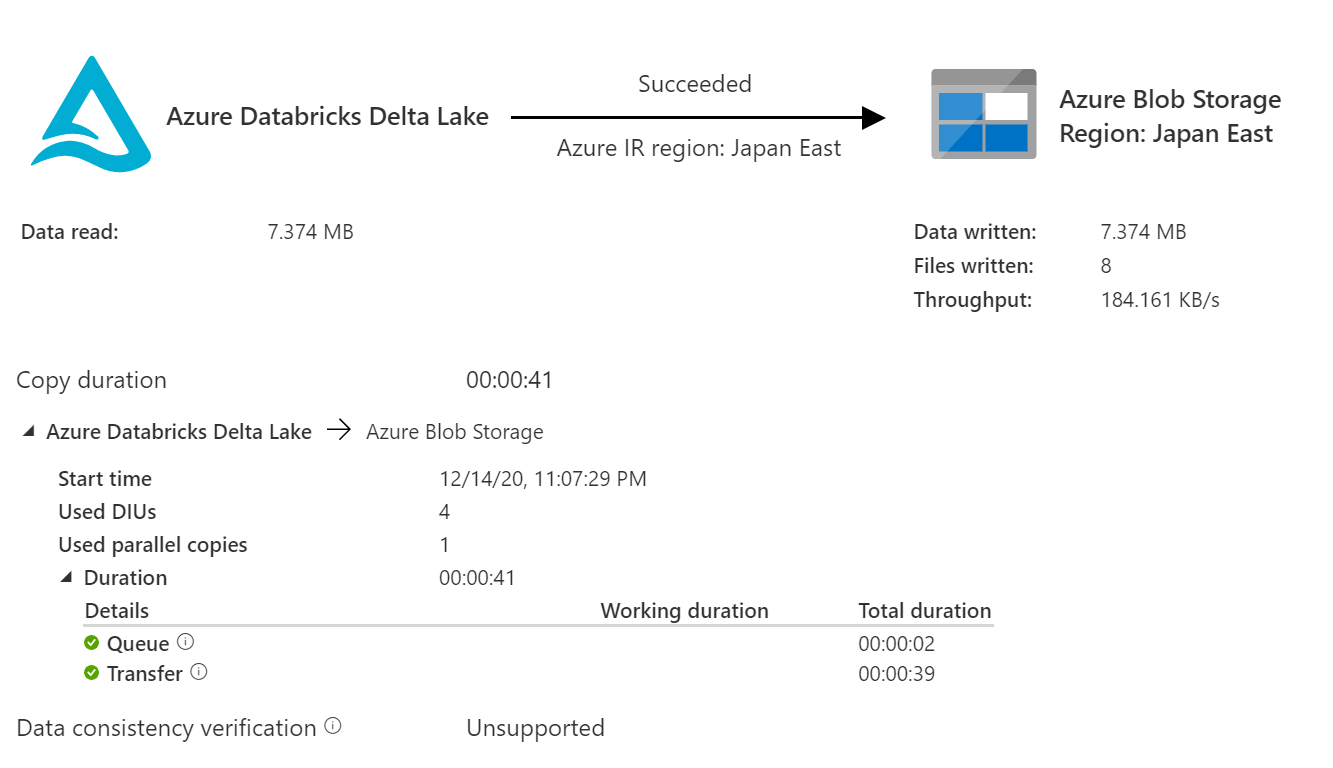 Succeeded
Azure Databricks Delta Lake
Azure IR region: Japan East
Azure Blob Storage
Region: Japan East
Data read: 7.374 MB
Data written: 7.374 MB
Files written: 8
Throughput: 184.161 KB/s
Copy duration 00:00:41
Azure Databricks Delta Lake → Azure Blob Storage
Start time 12/14/20, 11:07:29 PM
Used DIUs 4
Used parallel copies 1
Duration 00:00:41
Details Working duration Total duration
Queue 00:00:02
Transfer 00:00:39
Data consistency verification Unsupported